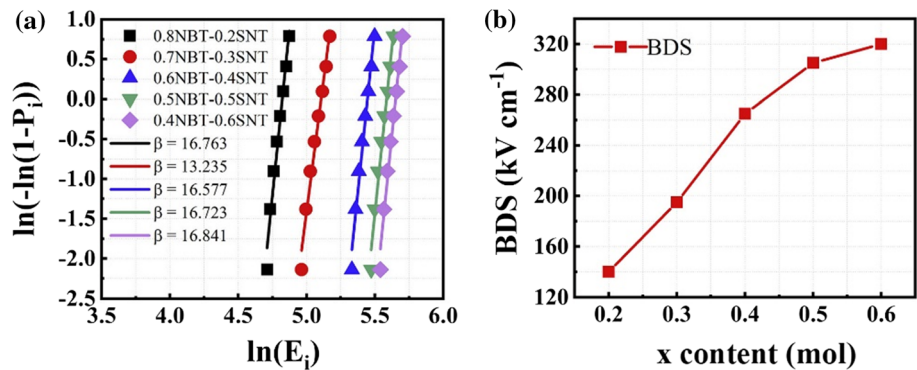 (a)
ln(-ln(1-Pi))
1.0
0.5
0.0
-0.5
-1.0
-1.5
-2.0
-2.5
0.8NBT-0.2SNT
0.7NBT-0.3SNT
0.6NBT-0.4SNT
0.5NBT-0.5SNT
0.4NBT-0.6SNT
β = 16.763
β = 13.235
β = 16.577
β = 16.723
β = 16.841
3.5 4.0 4.5 5.0 5.5 6.0
ln(Ei)
(b)
BDS (kV cm⁻¹)
320
280
240
200
160
120
BDS
0.2 0.3 0.4 0.5 0.6
x content (mol)